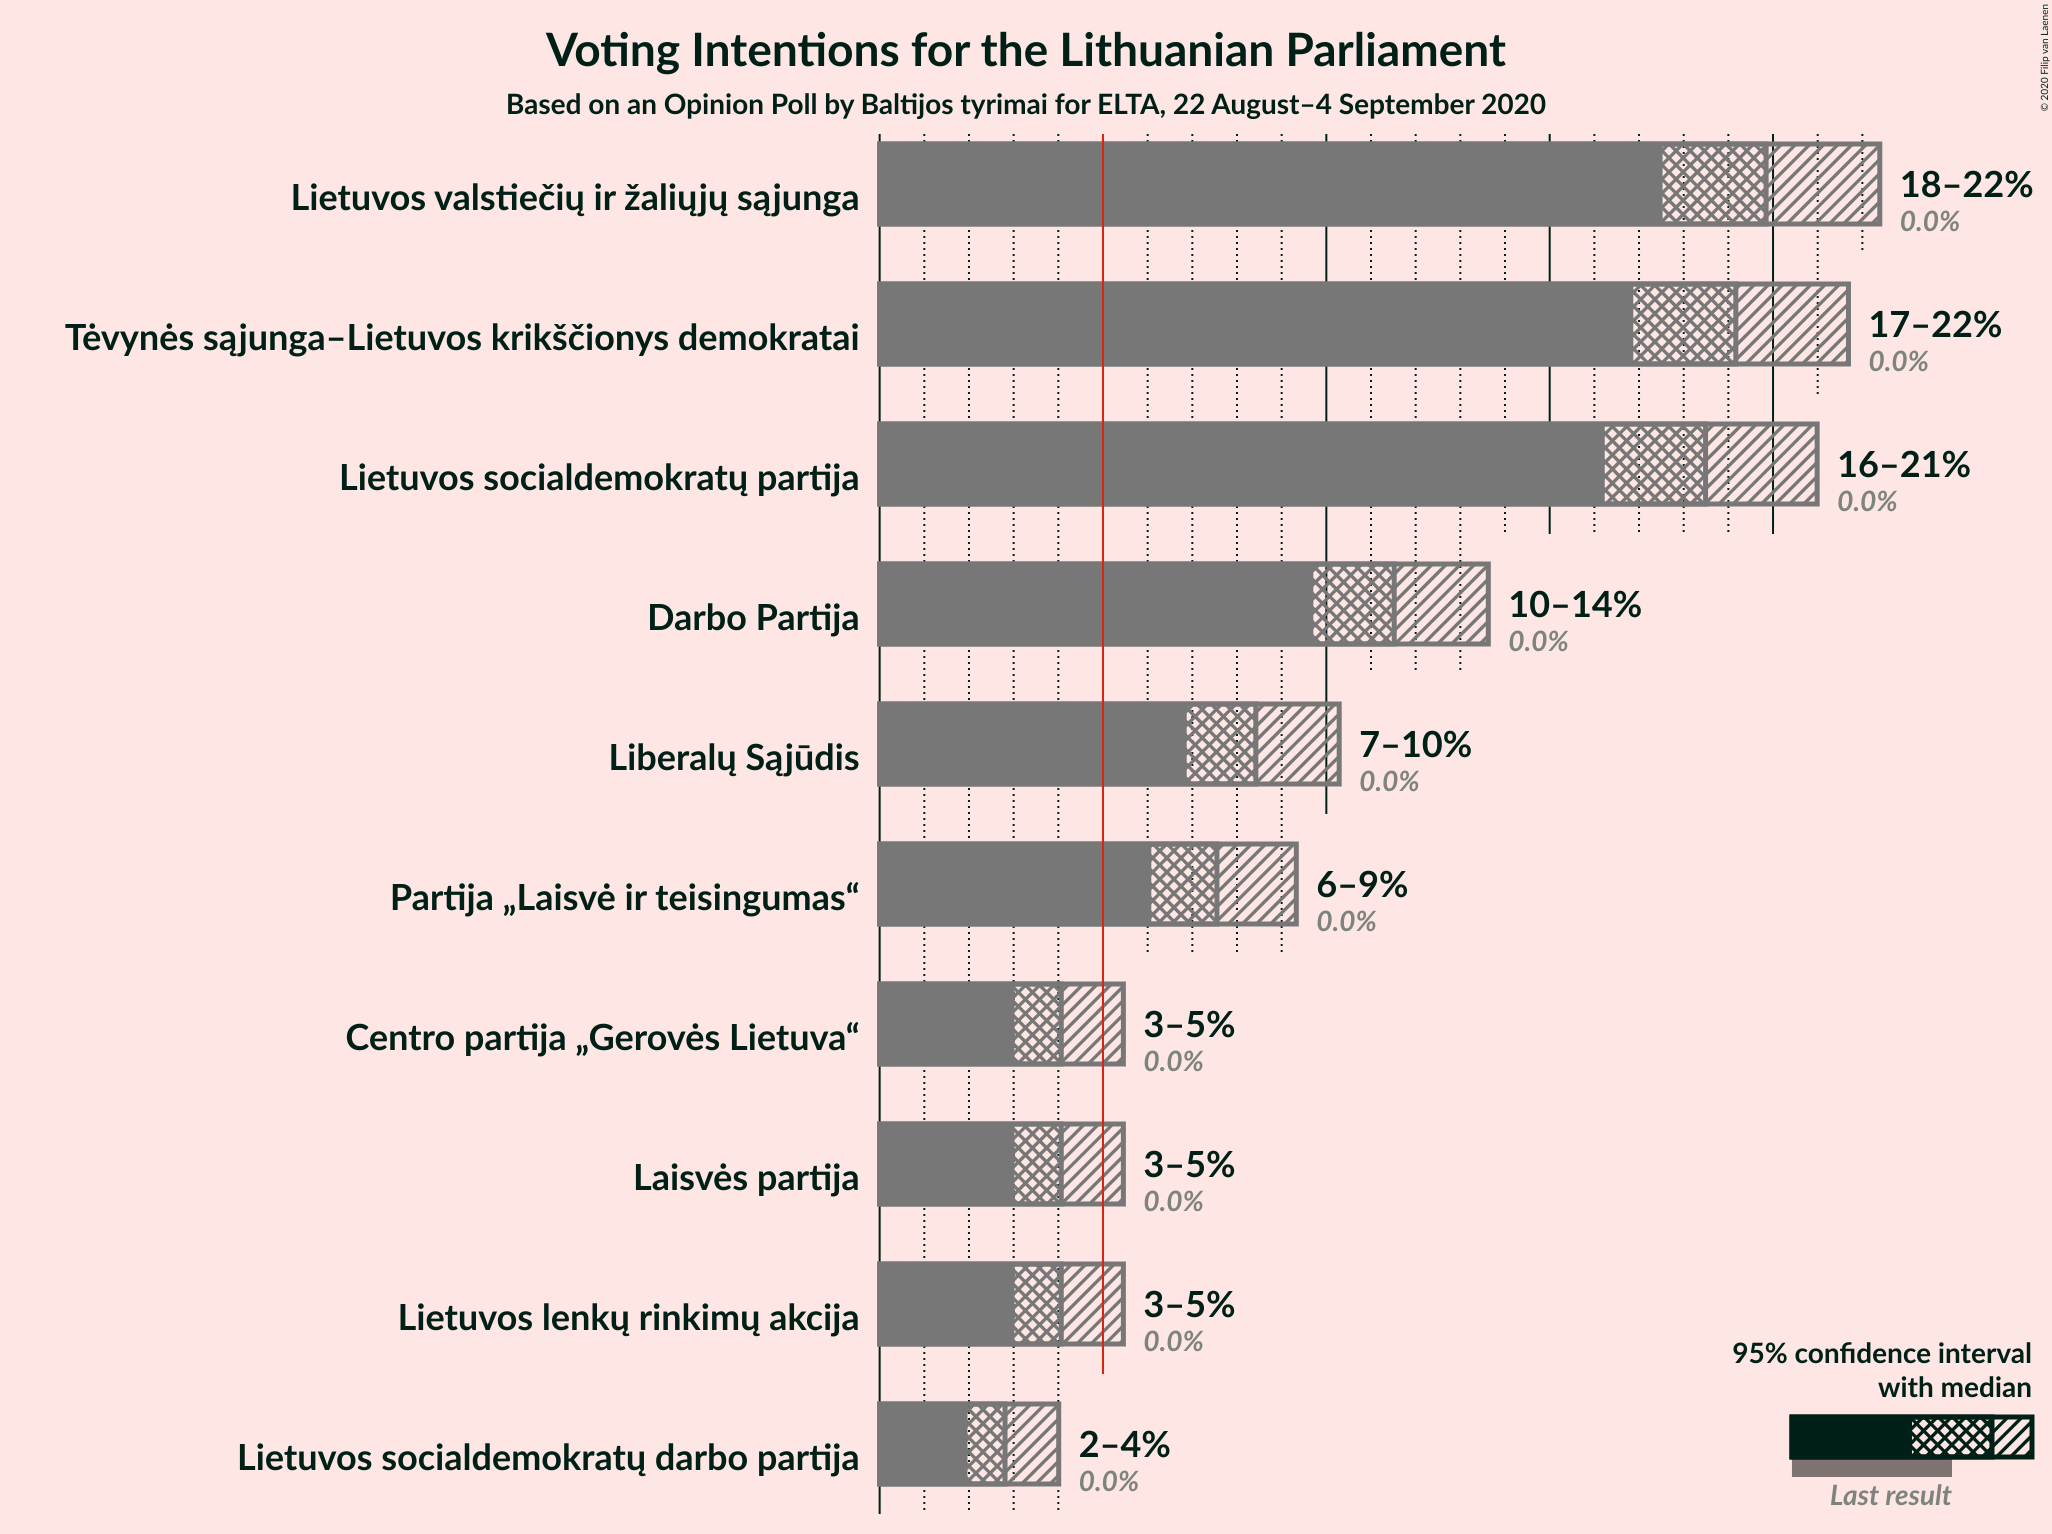 Voting Intentions for the Lithuanian Parliament
Based on an Opinion Poll by Baltijos tyrimai for ELTA, 22 August–4 September 2020
© 2020 Filip van Laenen
Lietuvos valstiečių ir žaliųjų sąjunga
18–22%
0.0%
Tėvynės sąjunga–Lietuvos krikščionys demokratai
17–22%
0.0%
Lietuvos socialdemokratų partija
16–21%
0.0%
Darbo Partija
10–14%
0.0%
Liberalų Sąjūdis
7–10%
0.0%
Partija „Laisvė ir teisingumas“
6–9%
0.0%
Centro partija „Gerovės Lietuva“
3–5%
0.0%
Laisvės partija
3–5%
0.0%
Lietuvos lenkų rinkimų akcija
3–5%
0.0%
Lietuvos socialdemokratų darbo partija
2–4%
0.0%
95% confidence interval
with median
Last result